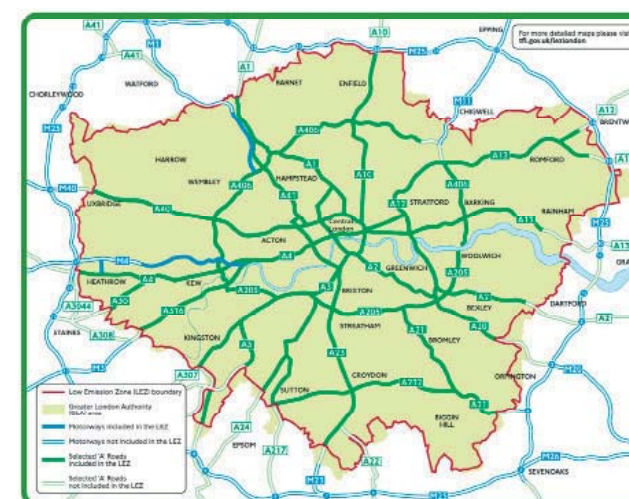 For more detailed maps please visit
tfl.gov.uk/lezlondon
A41
M1
A10
EPPING
A41
A1
M25
WATFORD
BARNET
ENFIELD
CHORLEYWOOD
M11
CHIGWELL
A12
BRENTW
M25
A406
HARROW
A1
A12
ROMFORD
WEMBLEY
HAMPSTEAD
A10
A406
M40
A406
A41
A12
STRATFORD
BARKING
UXBRIDGE
A40
RAINHAM
M25
Central
London
A13
ACTON
A13
M4
A4
A2
GREENWICH
WOOLWICH
HEATHROW
A4
KEW
A205
A30
A205
A3
BRIXTON
A2
DARTFORD
A3044
A316
A205
BEXLEY
A2
STAINES
STREATHAM
A21
A20
A308
KINGSTON
BROMLEY
M3
A3
A23
CROYDON
ORPINGTON
M20
A307
SUTTON
A232
A21
A24
BIGGIN
HILL
EPSOM
A217
A22
M26
M23
M25
SEVENOAKS
Low Emission Zone (LEZ) boundary
Greater London Authority
(GLA) area
Motorways included in the LEZ
Motorways not included in the LEZ
Selected 'A' Roads
included in the LEZ
Selected 'A' Roads
not included in the LEZ